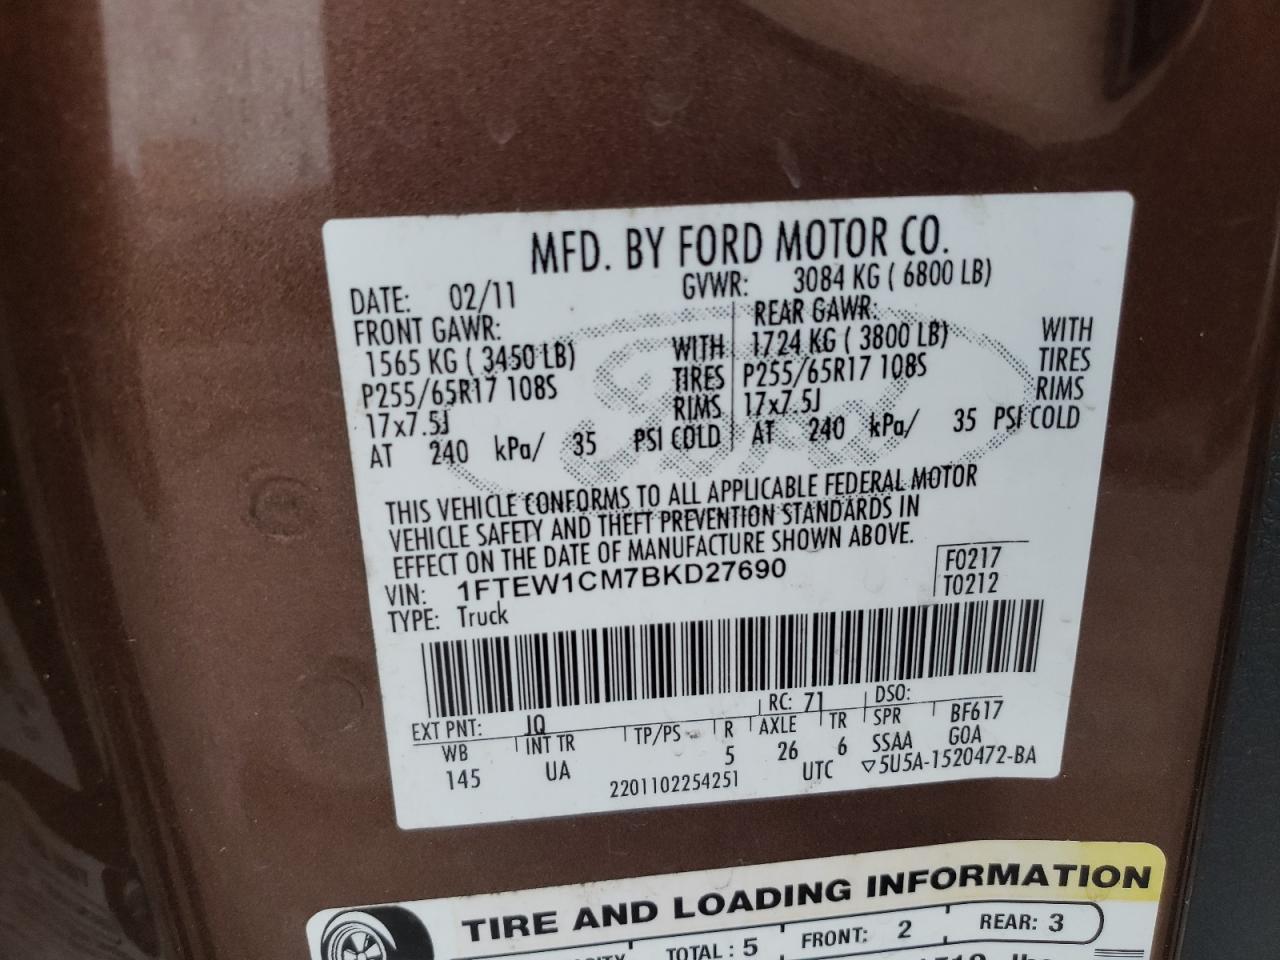 MFD. BY FORD MOTOR CO.
DATE: 02/11 GVWR: 3084 KG ( 6800 LB)
FRONT GAWR: REAR GAWR:
1565 KG ( 3450 LB) WITH 1724 KG ( 3800 LB) WITH
P255/65R17 108S TIRES P255/65R17 108S TIRES
17x7.5J RIMS 17x7.5J RIMS
AT 240 kPa/ 35 PSI COLD AT 240 kPa/ 35 PSI COLD
Ford
THIS VEHICLE CONFORMS TO ALL APPLICABLE FEDERAL MOTOR
VEHICLE SAFETY AND THEFT PREVENTION STANDARDS IN
EFFECT ON THE DATE OF MANUFACTURE SHOWN ABOVE.
VIN: 1FTEW1CM7BKD27690 F0217
TYPE: Truck T0212
EXT PNT: JQ RC: 71 DSO:
WB INT TR TP/PS R AXLE TR SPR BF617
145 UA 5 26 6 SSAA GOA
2201102254251 UTC ▽5U5A-1520472-BA
TIRE AND LOADING INFORMATION
TOTAL: 5 FRONT: 2 REAR: 3